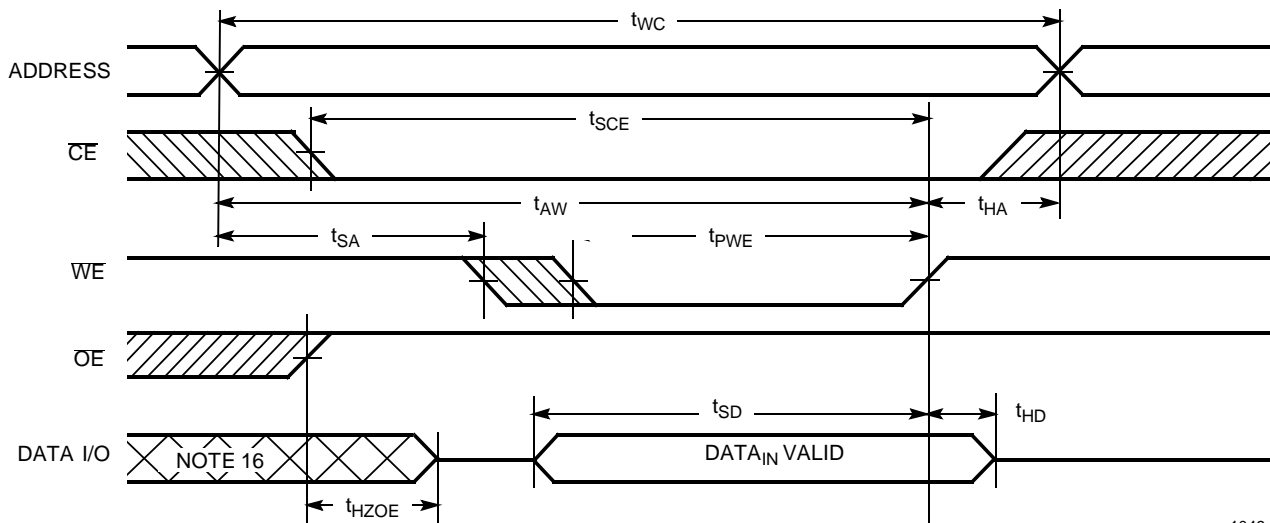 tWC
ADDRESS
tSCE
CE
tAW
tHA
tSA
tPWE
WE
OE
tSD
tHD
DATA I/O
NOTE 16
DATAIN VALID
tHZOE